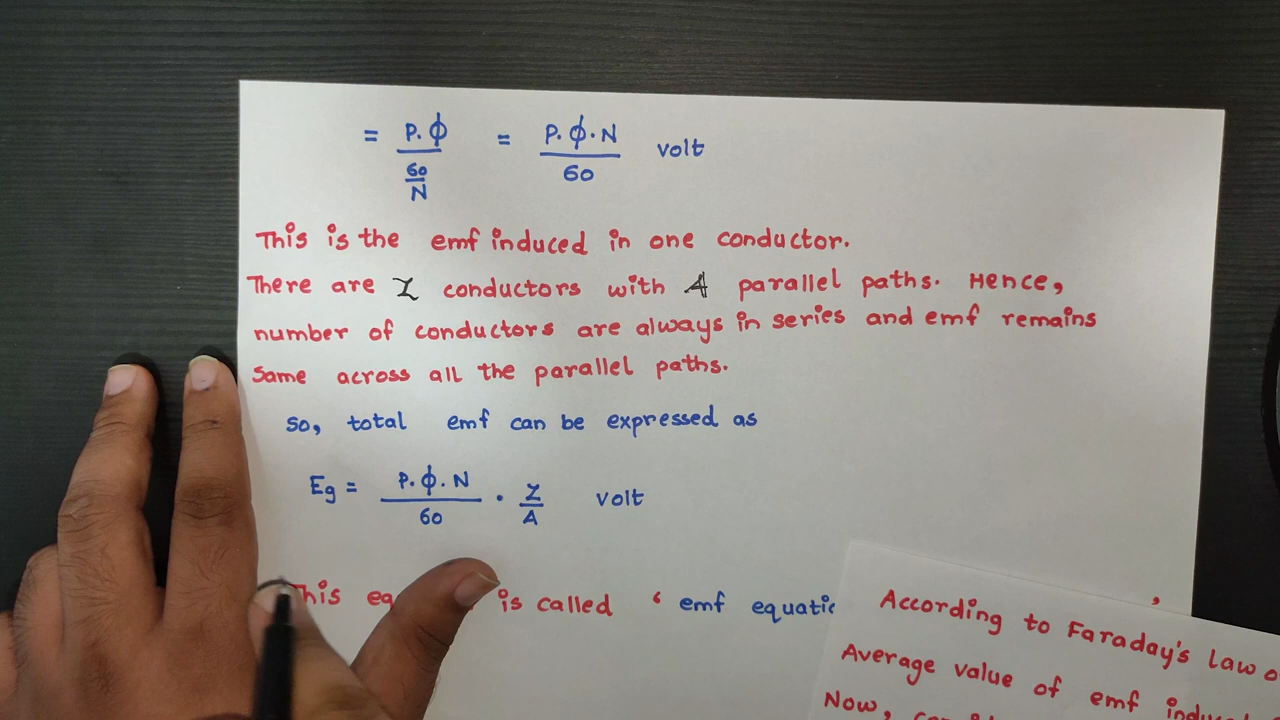 = P.ϕ / (60/N) = P.ϕ.N / 60 volt
This is the emf induced in one conductor.
There are Z conductors with A parallel paths. Hence,
number of conductors are always in series and emf remains
Same across all the parallel paths.
So, total emf can be expressed as
Eg = P.ϕ.N / 60 . Z/A volt
This is called ‘ emf ’
According to Faraday's law
Average value of emf
Now,